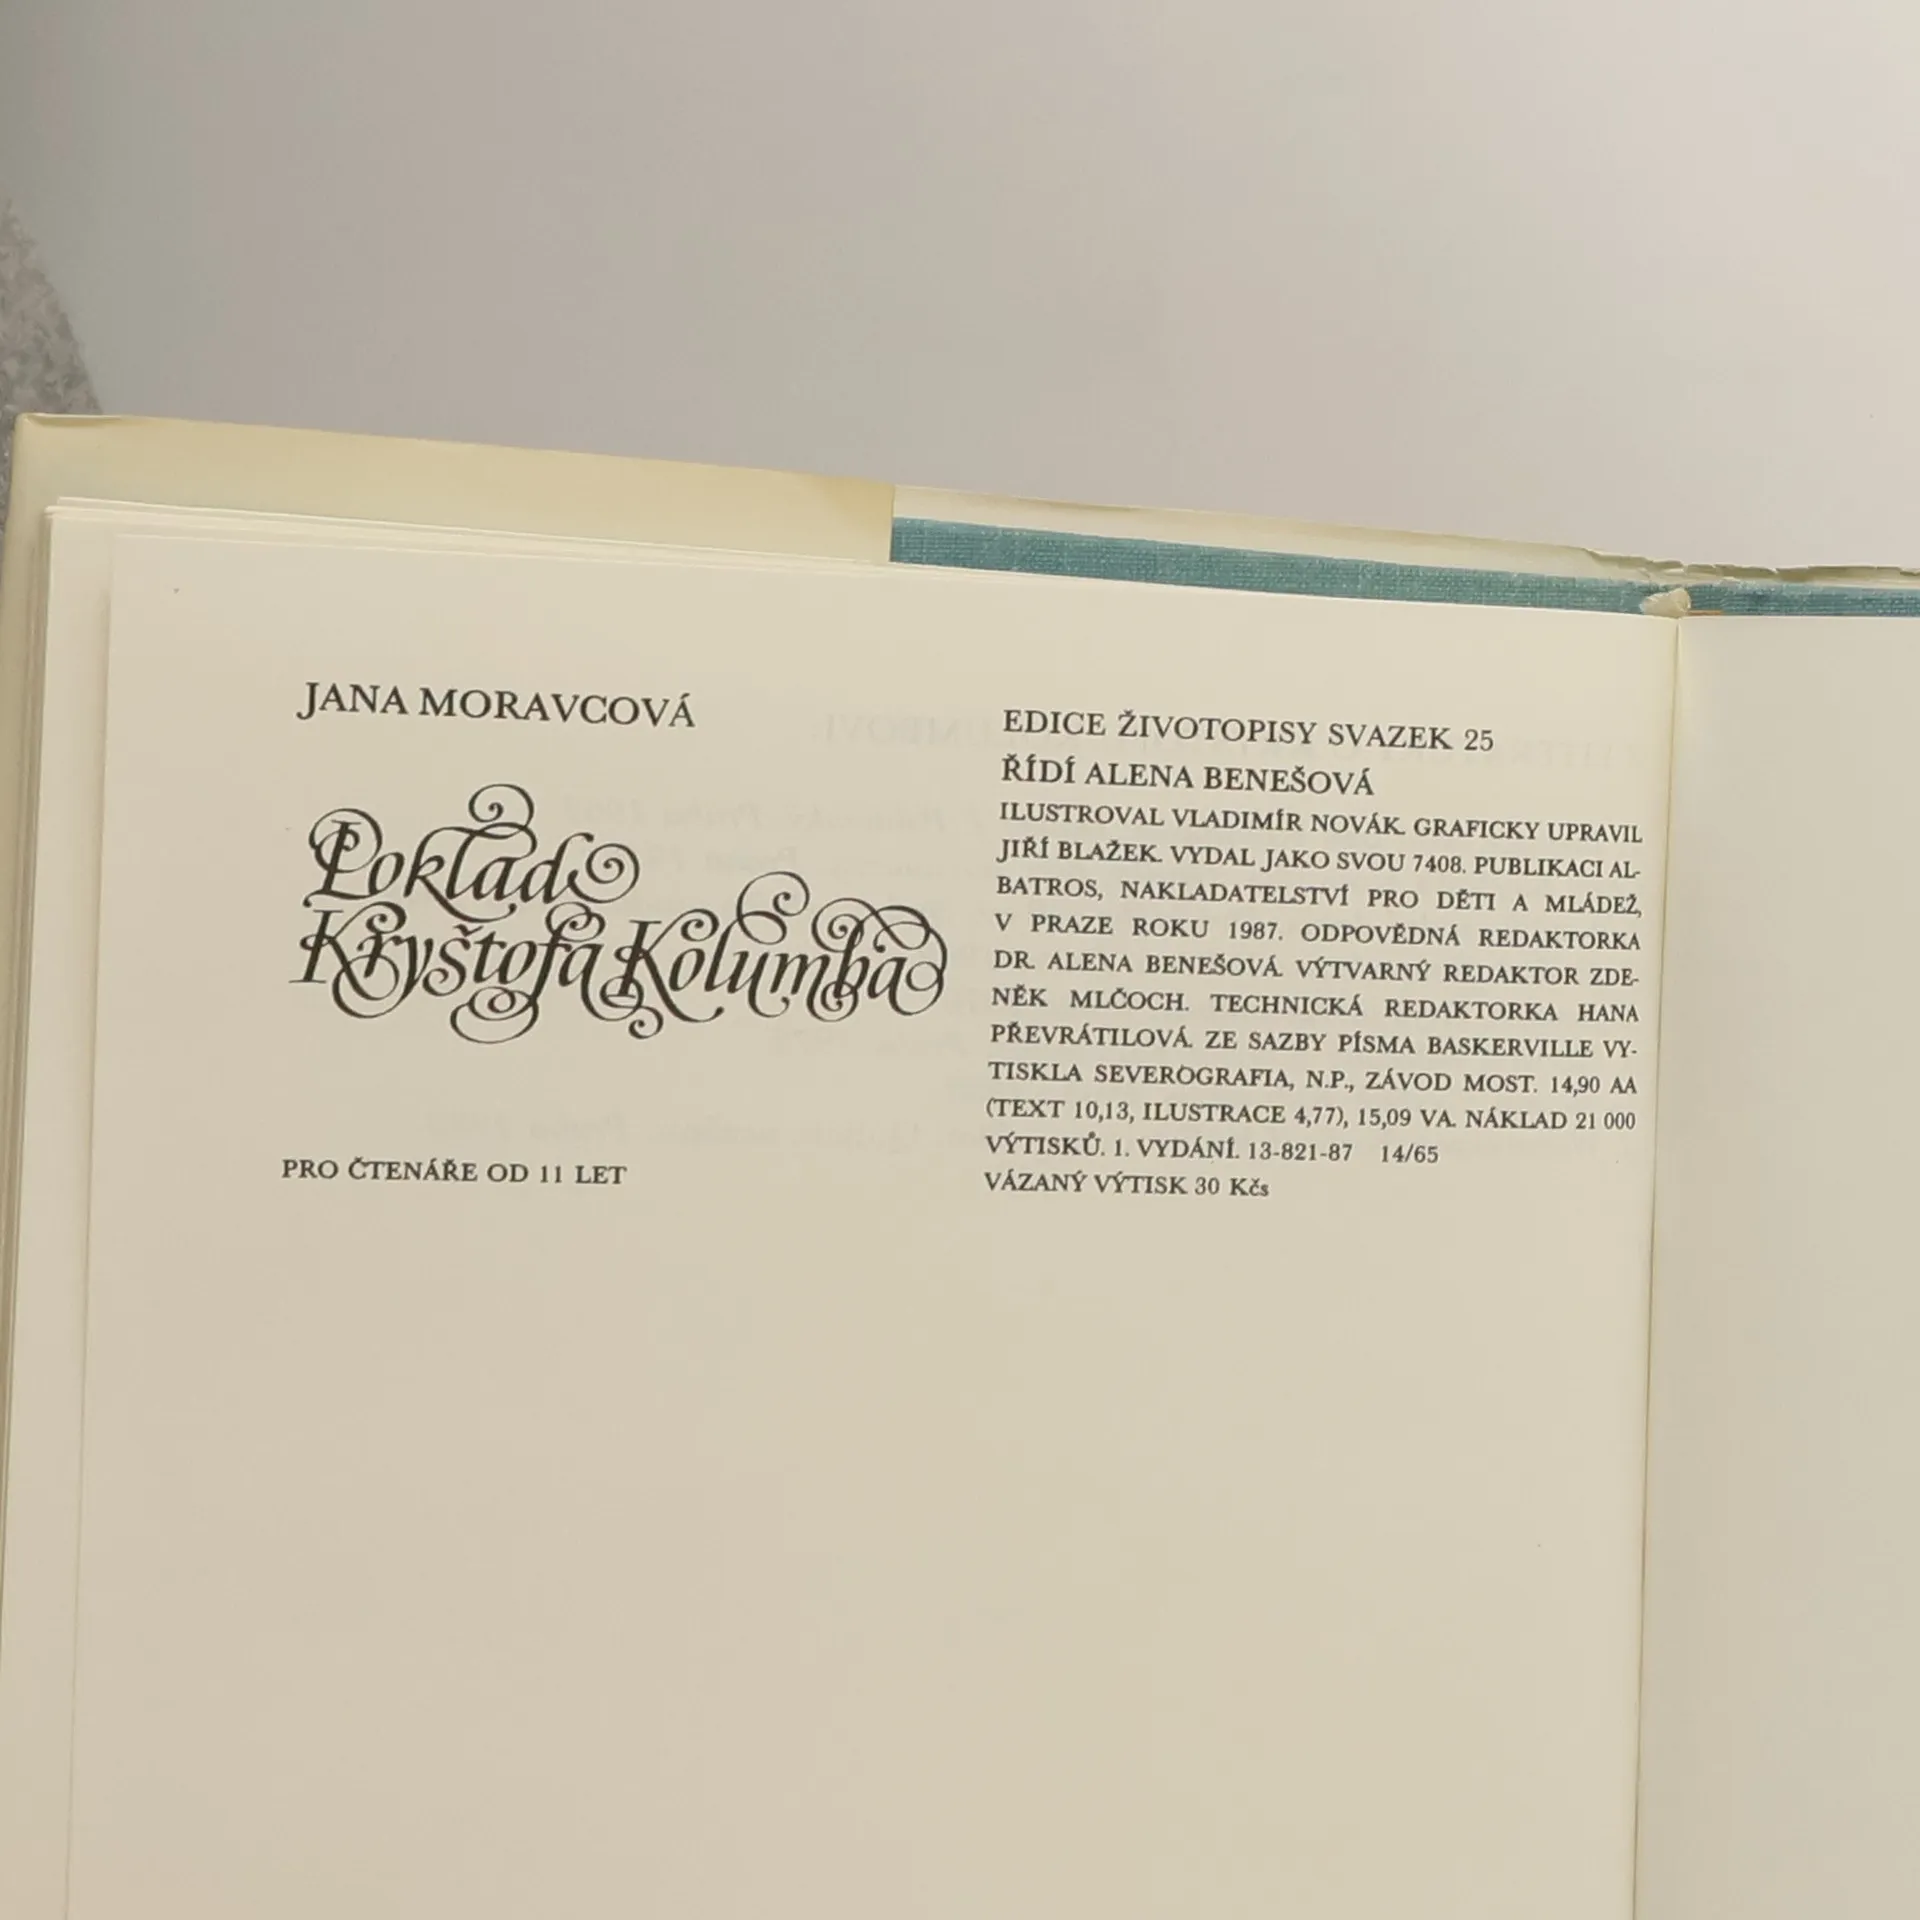 JANA MORAVCOVÁ
Poklad
Kryštofa Kolumba
PRO ČTENÁŘE OD 11 LET
EDICE ŽIVOTOPISY SVAZEK 25
ŘÍDÍ ALENA BENEŠOVÁ
ILUSTROVAL VLADIMÍR NOVÁK. GRAFICKY UPRAVIL
JIŘÍ BLAŽEK. VYDAL JAKO SVOU 7408. PUBLIKACI AL-
BATROS, NAKLADATELSTVÍ PRO DĚTI A MLÁDEŽ,
V PRAZE ROKU 1987. ODPOVĚDNÁ REDAKTORKA
DR. ALENA BENEŠOVÁ. VÝTVARNÝ REDAKTOR ZDE-
NĚK MLČOCH. TECHNICKÁ REDAKTORKA HANA
PŘEVRÁTILOVÁ. ZE SAZBY PÍSMA BASKERVILLE VY-
TISKLA SEVEROGRAFIA, N.P., ZÁVOD MOST. 14,90 AA
(TEXT 10,13, ILUSTRACE 4,77), 15,09 VA. NÁKLAD 21 000
VÝTISKŮ. 1. VYDÁNÍ. 13-821-87 14/65
VÁZANÝ VÝTISK 30 Kčs